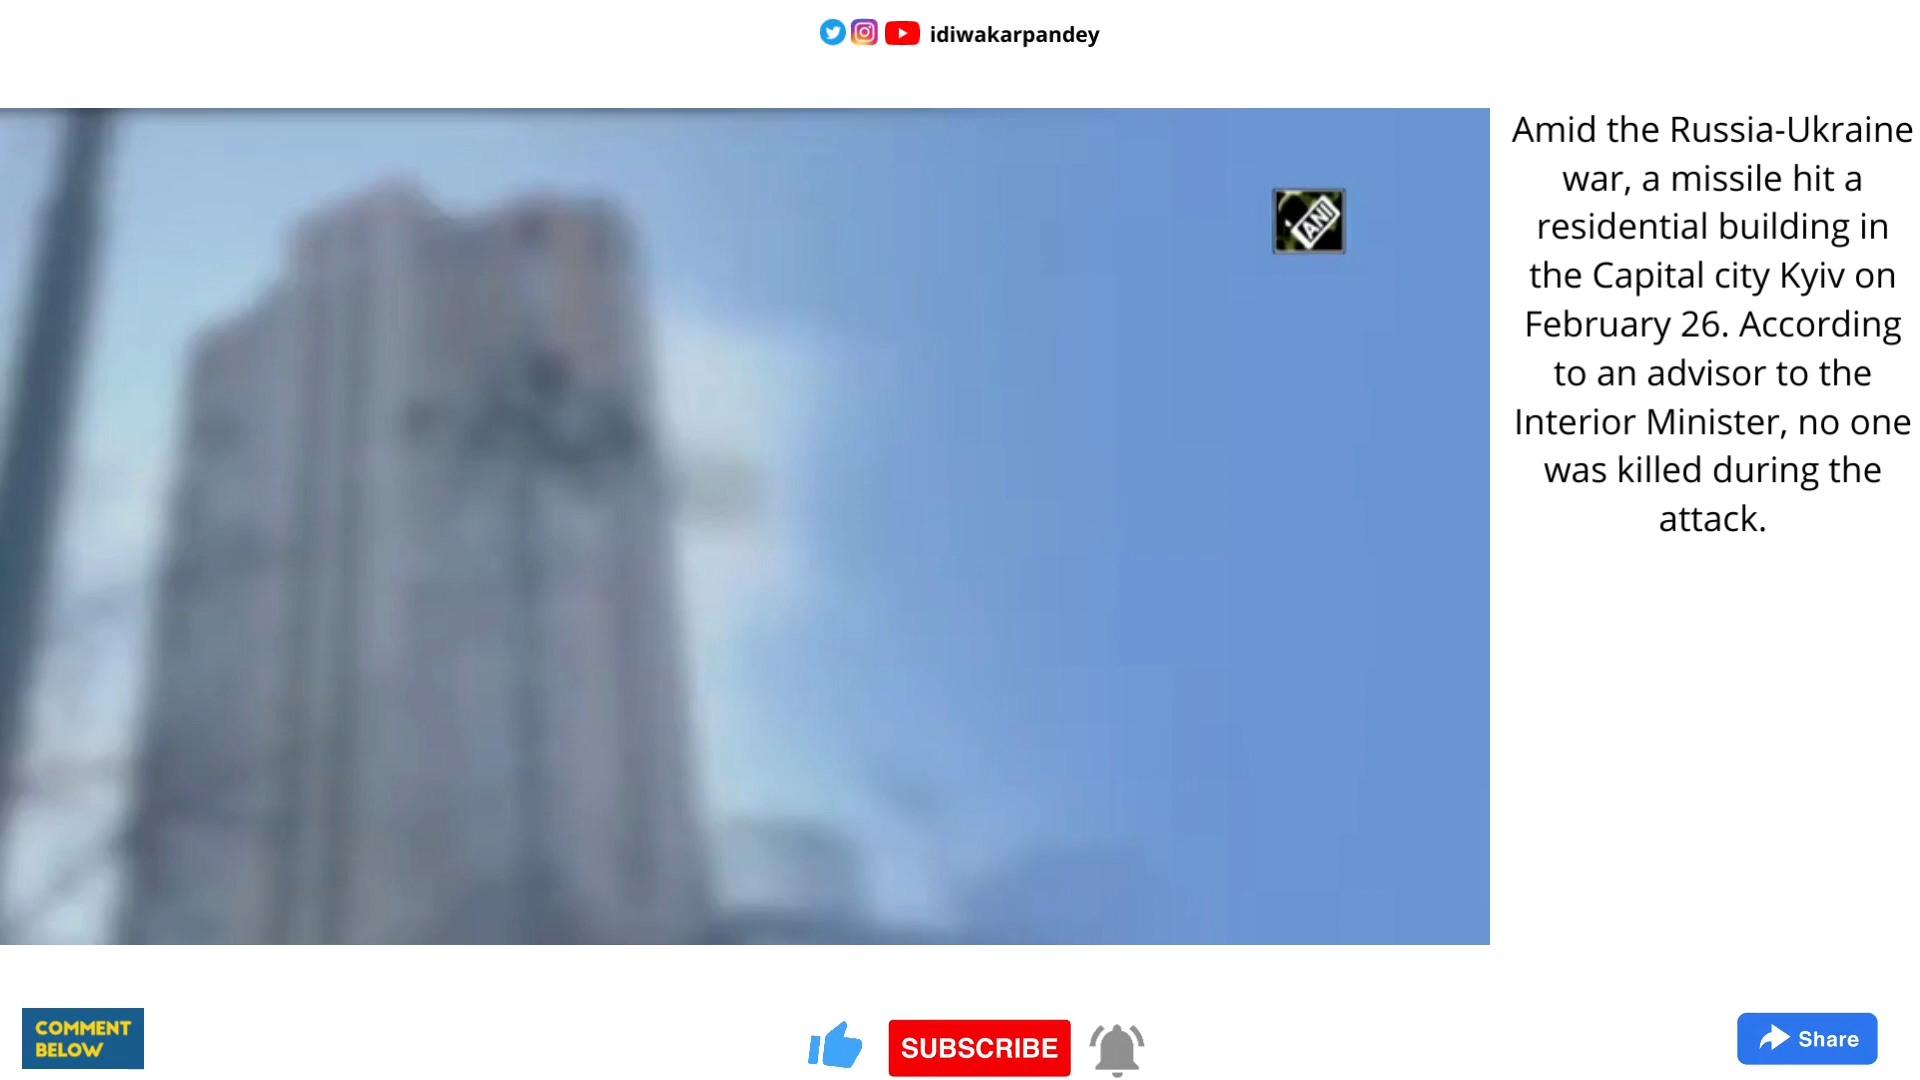 idiwakarpandey
ANI
Amid the Russia-Ukraine
war, a missile hit a
residential building in
the Capital city Kyiv on
February 26. According
to an advisor to the
Interior Minister, no one
was killed during the
attack.
COMMENT
BELOW
SUBSCRIBE
Share